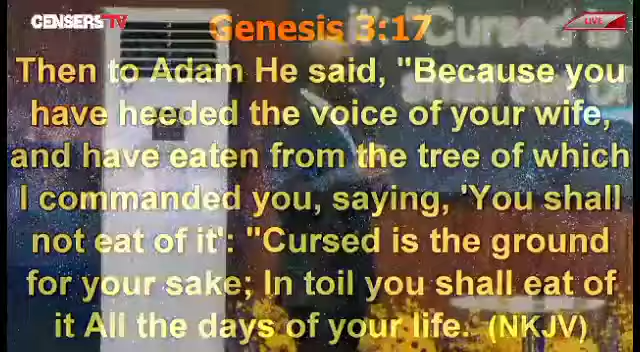 CENSERSTV
Genesis 3:17
LIVE
"Cursed is
Then to Adam He said, "Because you
have heeded the voice of your wife,
and have eaten from the tree of which
I commanded you, saying, 'You shall
not eat of it': "Cursed is the ground
for your sake; In toil you shall eat of
it All the days of your life. (NKJV)